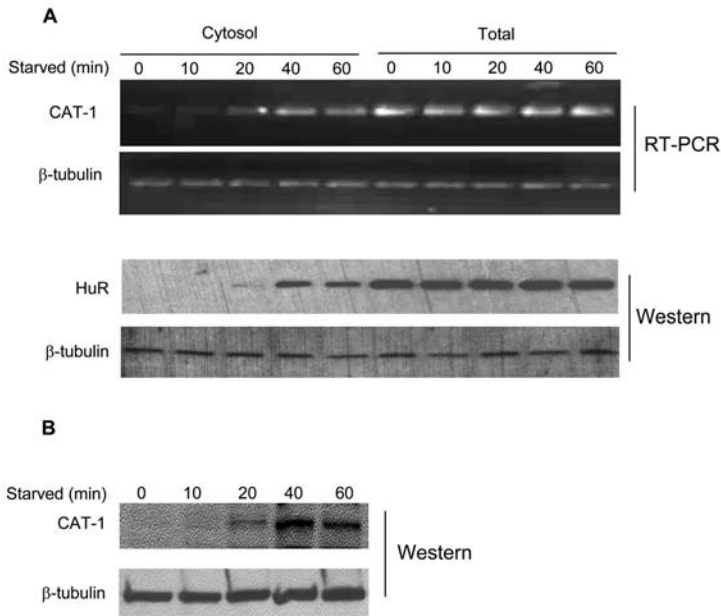 A
Cytosol Total
Starved (min) 0 10 20 40 60 0 10 20 40 60
CAT-1
RT-PCR
β-tubulin
HuR
Western
β-tubulin
B
Starved (min) 0 10 20 40 60
CAT-1
Western
β-tubulin